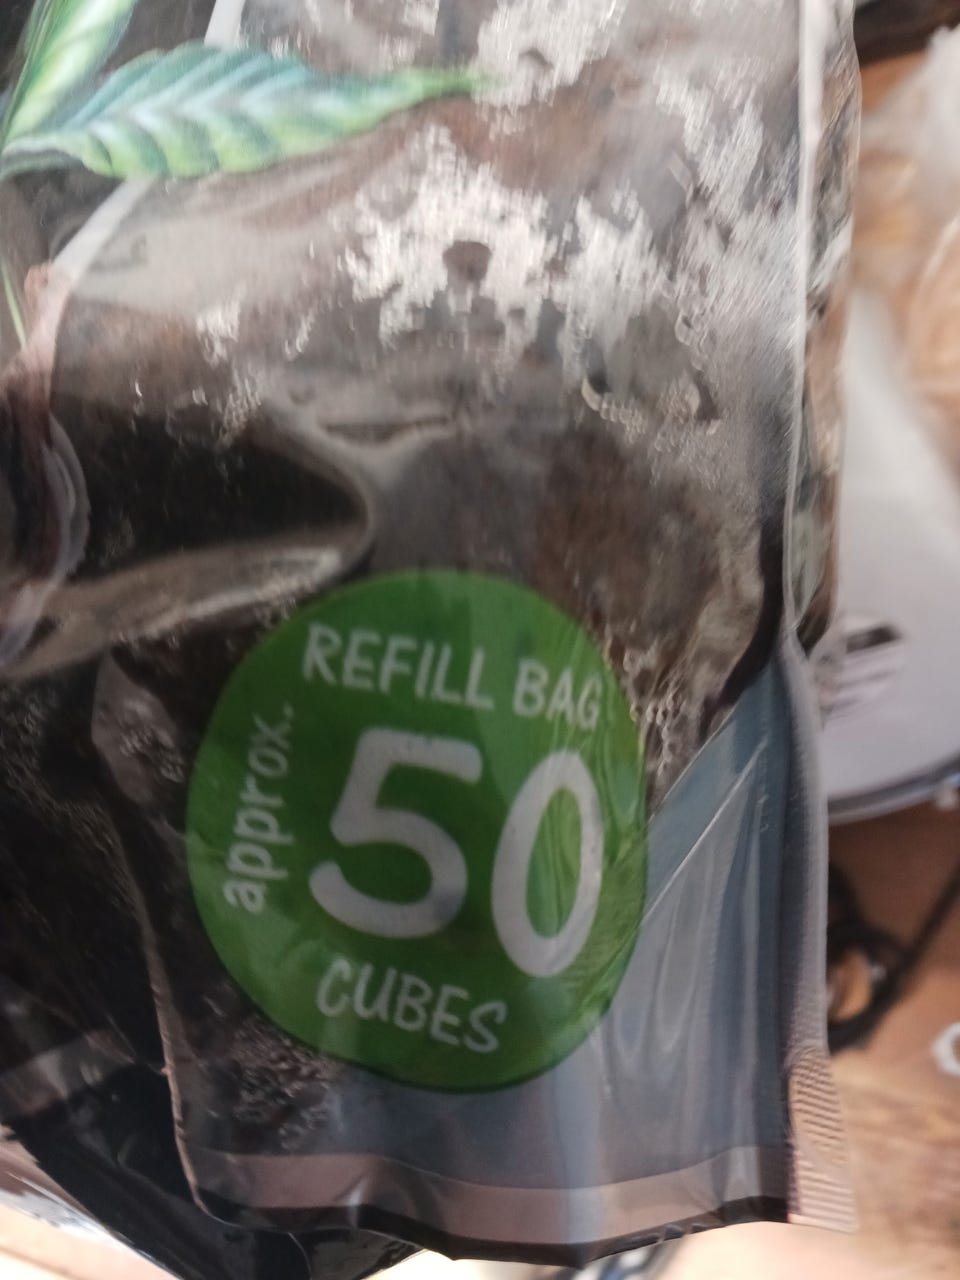 REFILL BAG
approx.
50
CUBES